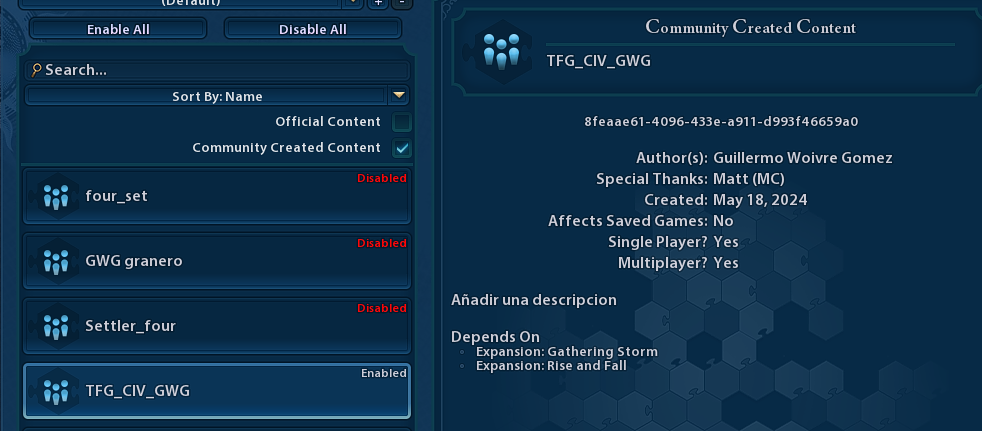 (Default)
+
-
Enable All
Disable All
Search...
Sort By: Name
Official Content
Community Created Content
Disabled
four_set
Disabled
GWG granero
Disabled
Settler_four
Enabled
TFG_CIV_GWG
Community Created Content
TFG_CIV_GWG
8feaae61-4096-433e-a911-d993f46659a0
Author(s): Guillermo Woivre Gomez
Special Thanks: Matt (MC)
Created: May 18, 2024
Affects Saved Games: No
Single Player? Yes
Multiplayer? Yes
Añadir una descripcion
Depends On
Expansion: Gathering Storm
Expansion: Rise and Fall